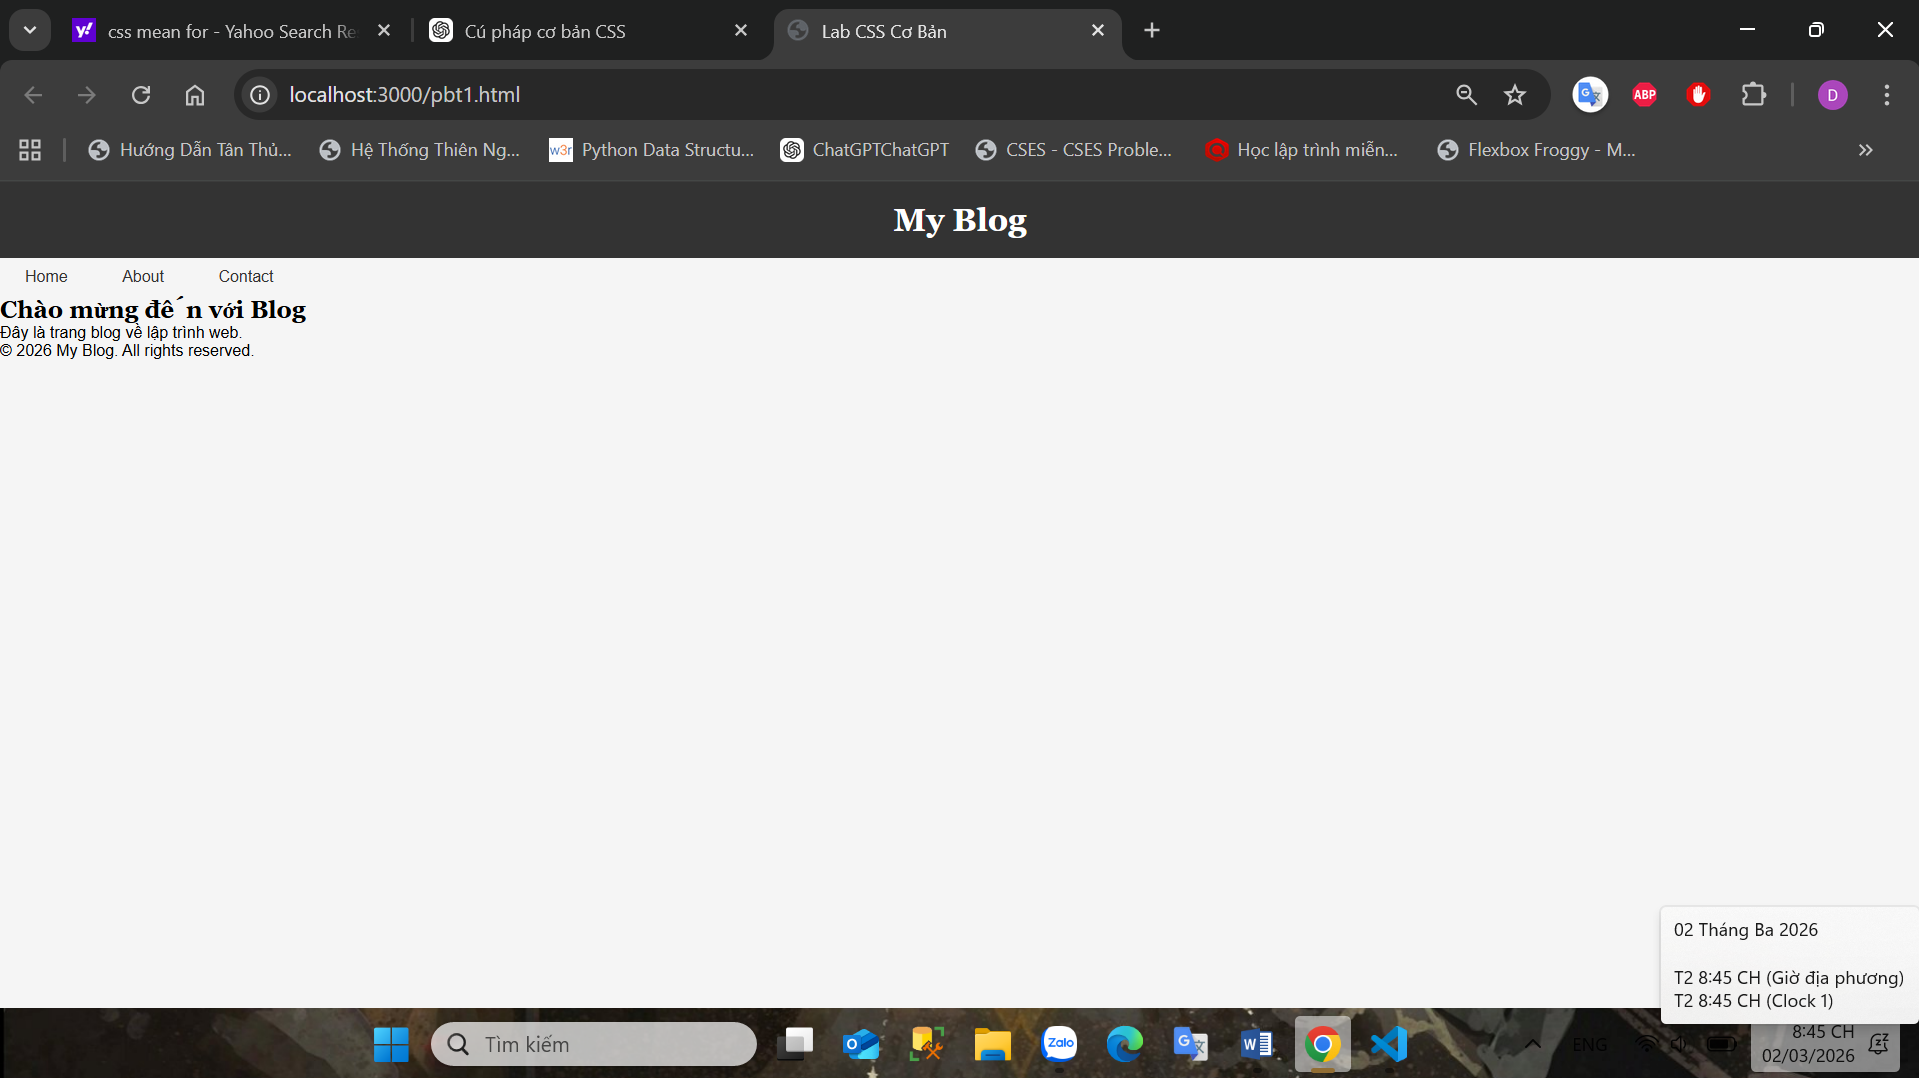 css mean for - Yahoo Search Re
Cú pháp cơ bản CSS
Lab CSS Cơ Bản
localhost:3000/pbt1.html
ABP
D
Hướng Dẫn Tân Thủ...
Hệ Thống Thiên Ng...
w3r
Python Data Structu...
ChatGPTChatGPT
CSES - CSES Proble...
Học lập trình miễn...
Flexbox Froggy - M...
My Blog
Home
About
Contact
Chào mừng đến với Blog
Đây là trang blog về lập trình web.
© 2026 My Blog. All rights reserved.
02 Tháng Ba 2026
T2 8:45 CH (Giờ địa phương)
T2 8:45 CH (Clock 1)
Tìm kiếm
Zalo
ENG
8:45 CH
02/03/2026